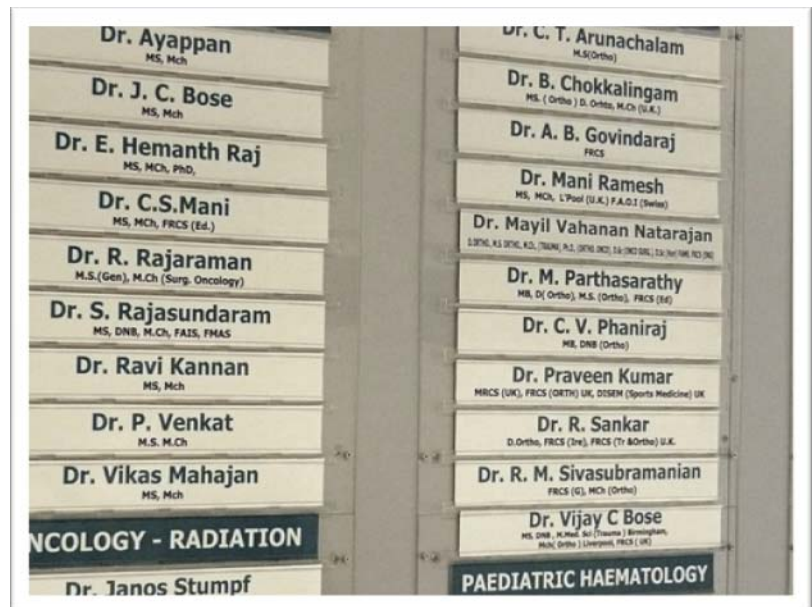 Dr. Ayappan
MS, Mch
Dr. J. C. Bose
MS, Mch
Dr. E. Hemanth Raj
MS, MCh, PhD,
Dr. C.S.Mani
MS, MCh, FRCS (Ed.)
Dr. R. Rajaraman
M.S.(Gen), M.Ch (Surg. Oncology)
Dr. S. Rajasundaram
MS, DNB, M.Ch, FAIS, FMAS
Dr. Ravi Kannan
MS, Mch
Dr. P. Venkat
M.S. M.Ch
Dr. Vikas Mahajan
MS, Mch
NCOLOGY - RADIATION
Dr. Janos Stumpf
Dr. C. T. Arunachalam
M.S(Ortho)
Dr. B. Chokkalingam
MS. ( Ortho ) D. Orhto, M.Ch (U.K.)
Dr. A. B. Govindaraj
FRCS
Dr. Mani Ramesh
MS, MCh, L'Pool (U.K.) F.A.O.I (Swiss)
Dr. Mayil Vahanan Natarajan
Dr. M. Parthasarathy
MB, D( Ortho), M.S. (Ortho), FRCS (Ed)
Dr. C. V. Phaniraj
MB, DNB (Ortho)
Dr. Praveen Kumar
MRCS (UK), FRCS (ORTH) UK, DISEM (Sports Medicine) UK
Dr. R. Sankar
D.Ortho, FRCS (Ire), FRCS (Tr &Ortho) U.K.
Dr. R. M. Sivasubramanian
FRCS (G), MCh (Ortho)
Dr. Vijay C Bose
MS, DNB , M.Med. Sci (Trauma ) Birmingham,
Mch( Ortho ) Liverpool, FRCS ( UK)
PAEDIATRIC HAEMATOLOGY